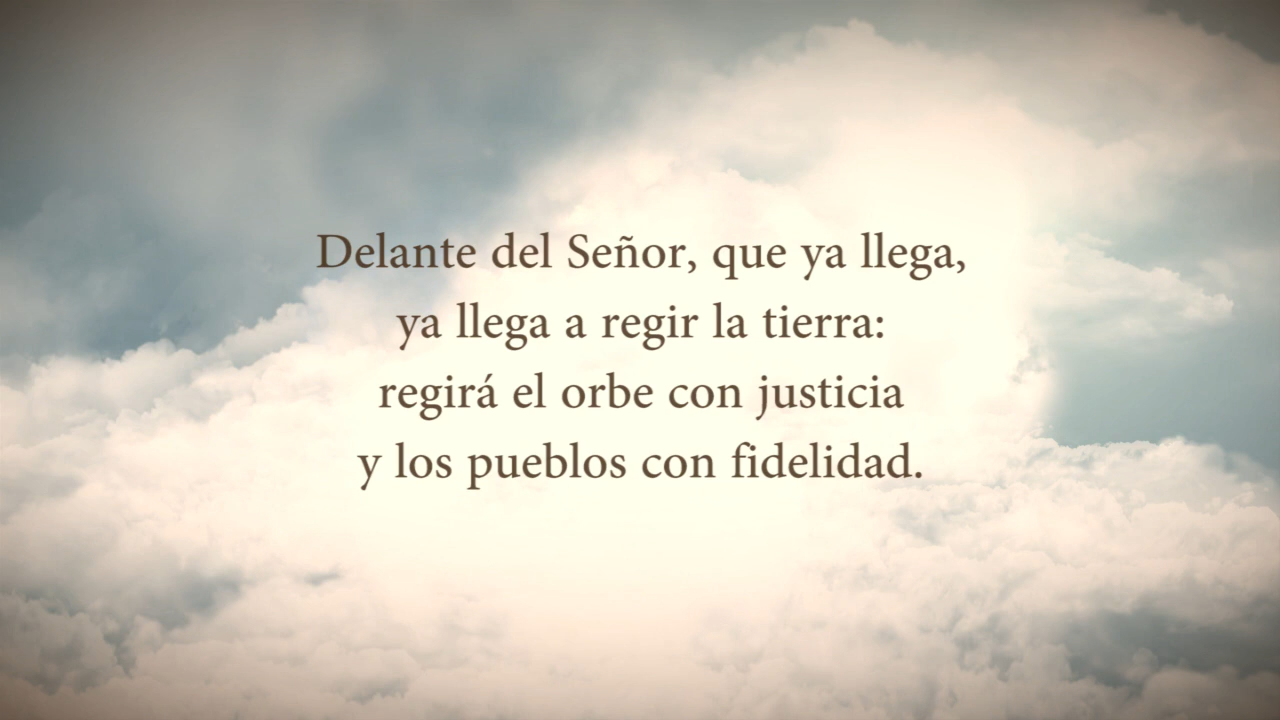 Delante del Señor, que ya llega,
ya llega a regir la tierra:
regirá el orbe con justicia
y los pueblos con fidelidad.